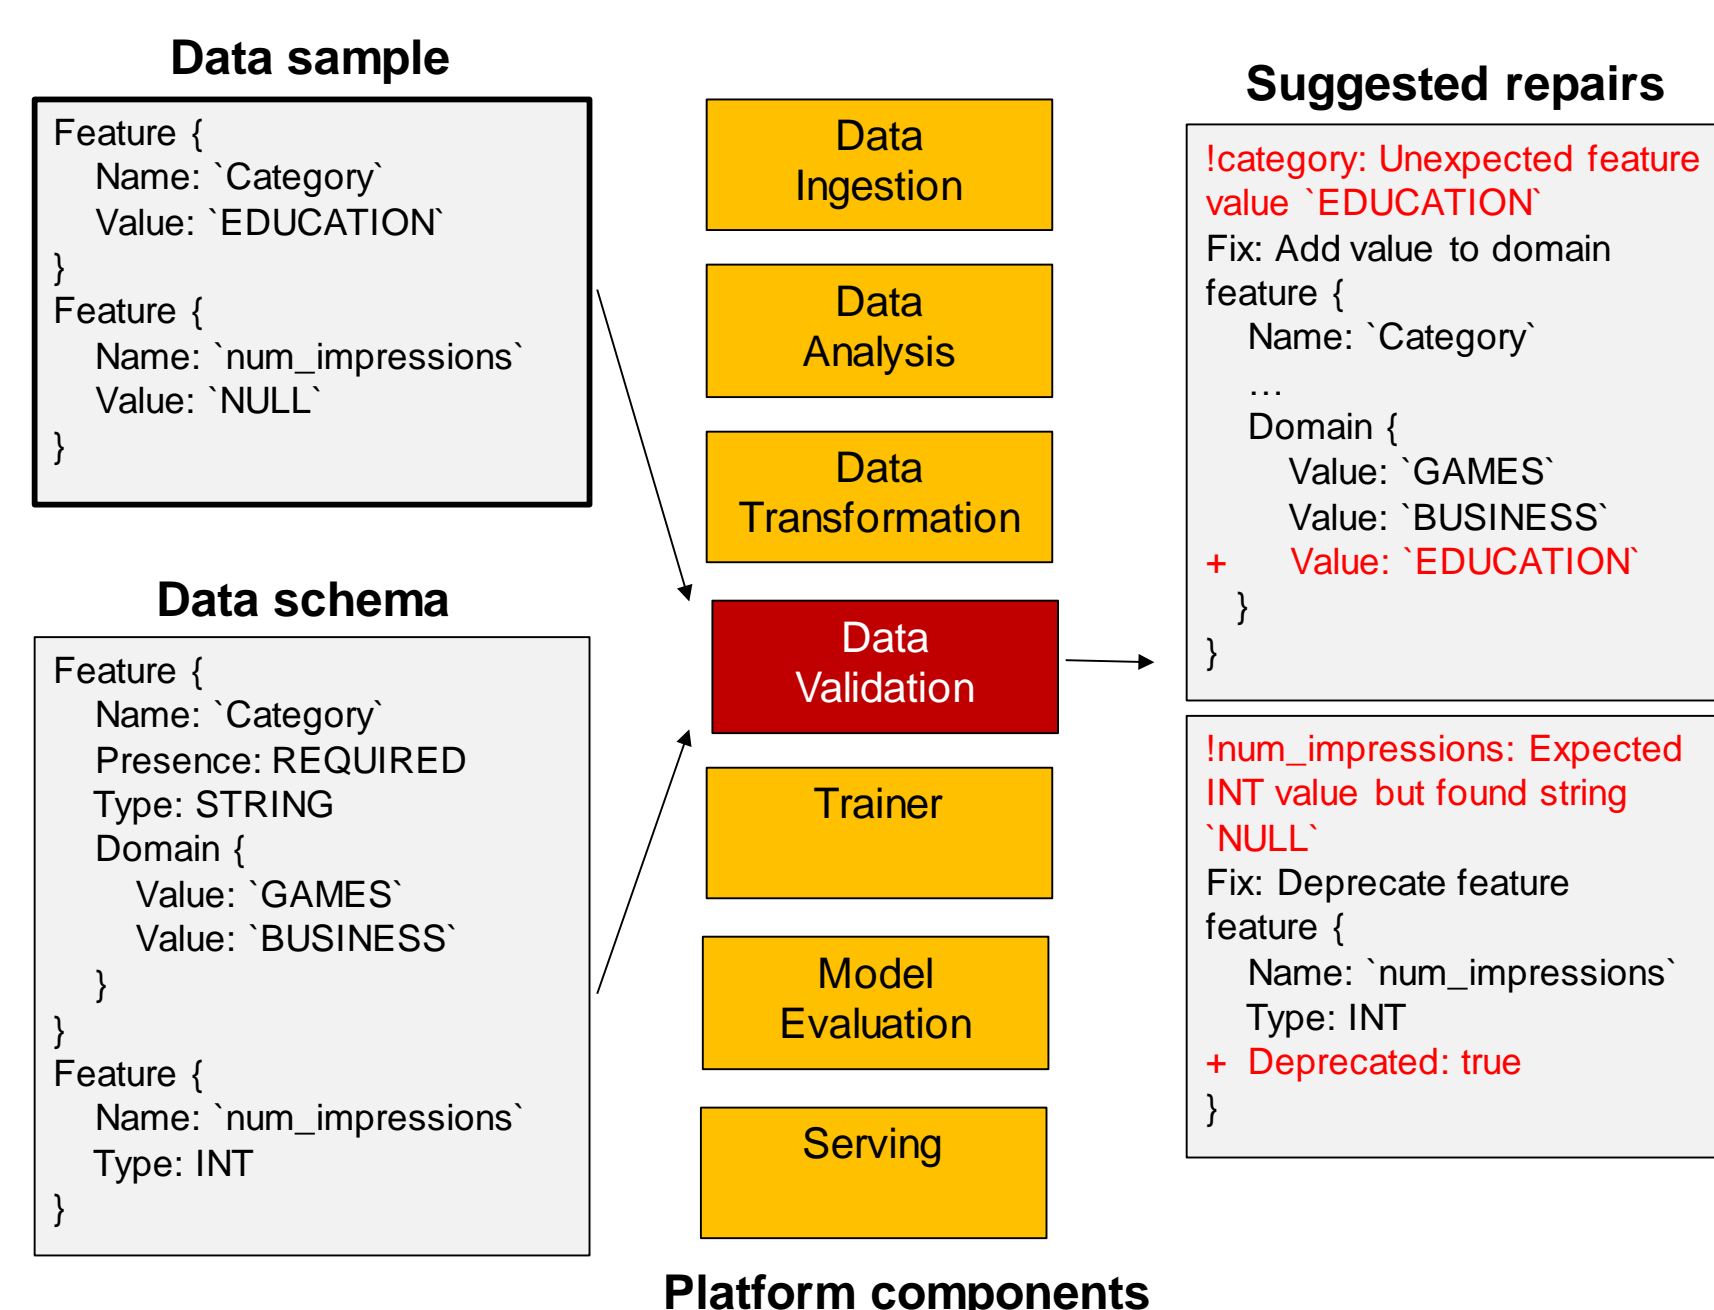 Data sample
Feature {
Name: `Category`
Value: `EDUCATION`
}
Feature {
Name: `num_impressions`
Value: `NULL`
}
Data schema
Feature {
Name: `Category`
Presence: REQUIRED
Type: STRING
Domain {
Value: `GAMES`
Value: `BUSINESS`
}
}
Feature {
Name: `num_impressions`
Type: INT
}
Data
Ingestion
Data
Analysis
Data
Transformation
Data
Validation
Trainer
Model
Evaluation
Serving
Platform components
Suggested repairs
!category: Unexpected feature
value `EDUCATION`
Fix: Add value to domain
feature {
Name: `Category`
…
Domain {
Value: `GAMES`
Value: `BUSINESS`
+ Value: `EDUCATION`
}
}
!num_impressions: Expected
INT value but found string
`NULL`
Fix: Deprecate feature
feature {
Name: `num_impressions`
Type: INT
+ Deprecated: true
}